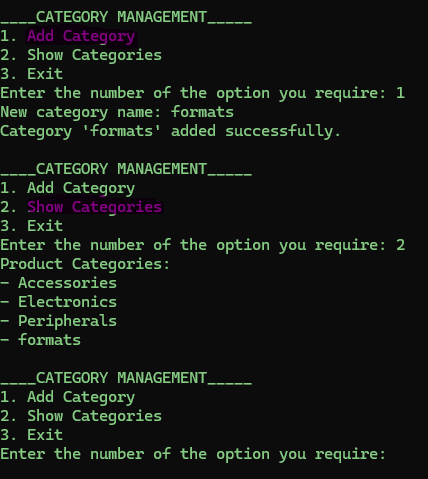 ____CATEGORY MANAGEMENT_____
1. Add Category
2. Show Categories
3. Exit
Enter the number of the option you require: 1
New category name: formats
Category 'formats' added successfully.

____CATEGORY MANAGEMENT_____
1. Add Category
2. Show Categories
3. Exit
Enter the number of the option you require: 2
Product Categories:
- Accessories
- Electronics
- Peripherals
- formats

____CATEGORY MANAGEMENT_____
1. Add Category
2. Show Categories
3. Exit
Enter the number of the option you require: